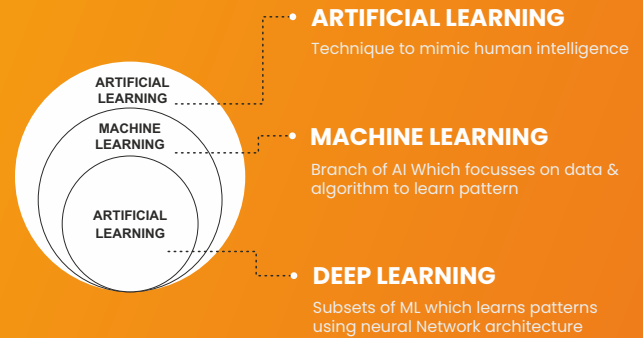 ARTIFICIAL LEARNING
Technique to mimic human intelligence
ARTIFICIAL
LEARNING
MACHINE
LEARNING
MACHINE LEARNING
Branch of AI Which focusses on data &
algorithm to learn pattern
ARTIFICIAL
LEARNING
DEEP LEARNING
Subsets of ML which learns patterns
using neural Network architecture